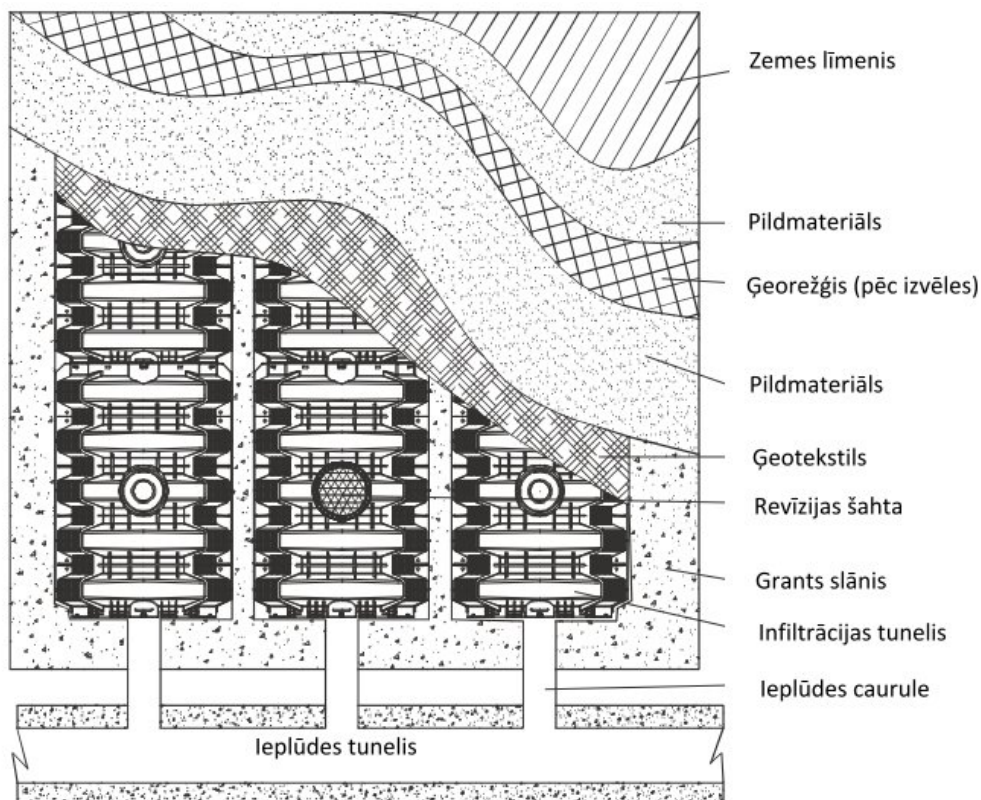 Zemes līmenis
Pildmateriāls
Ģeorežģis (pēc izvēles)
Pildmateriāls
Ģeotekstils
Revīzijas šahta
Grants slānis
Infiltrācijas tunelis
Ieplūdes caurule
Ieplūdes tunelis